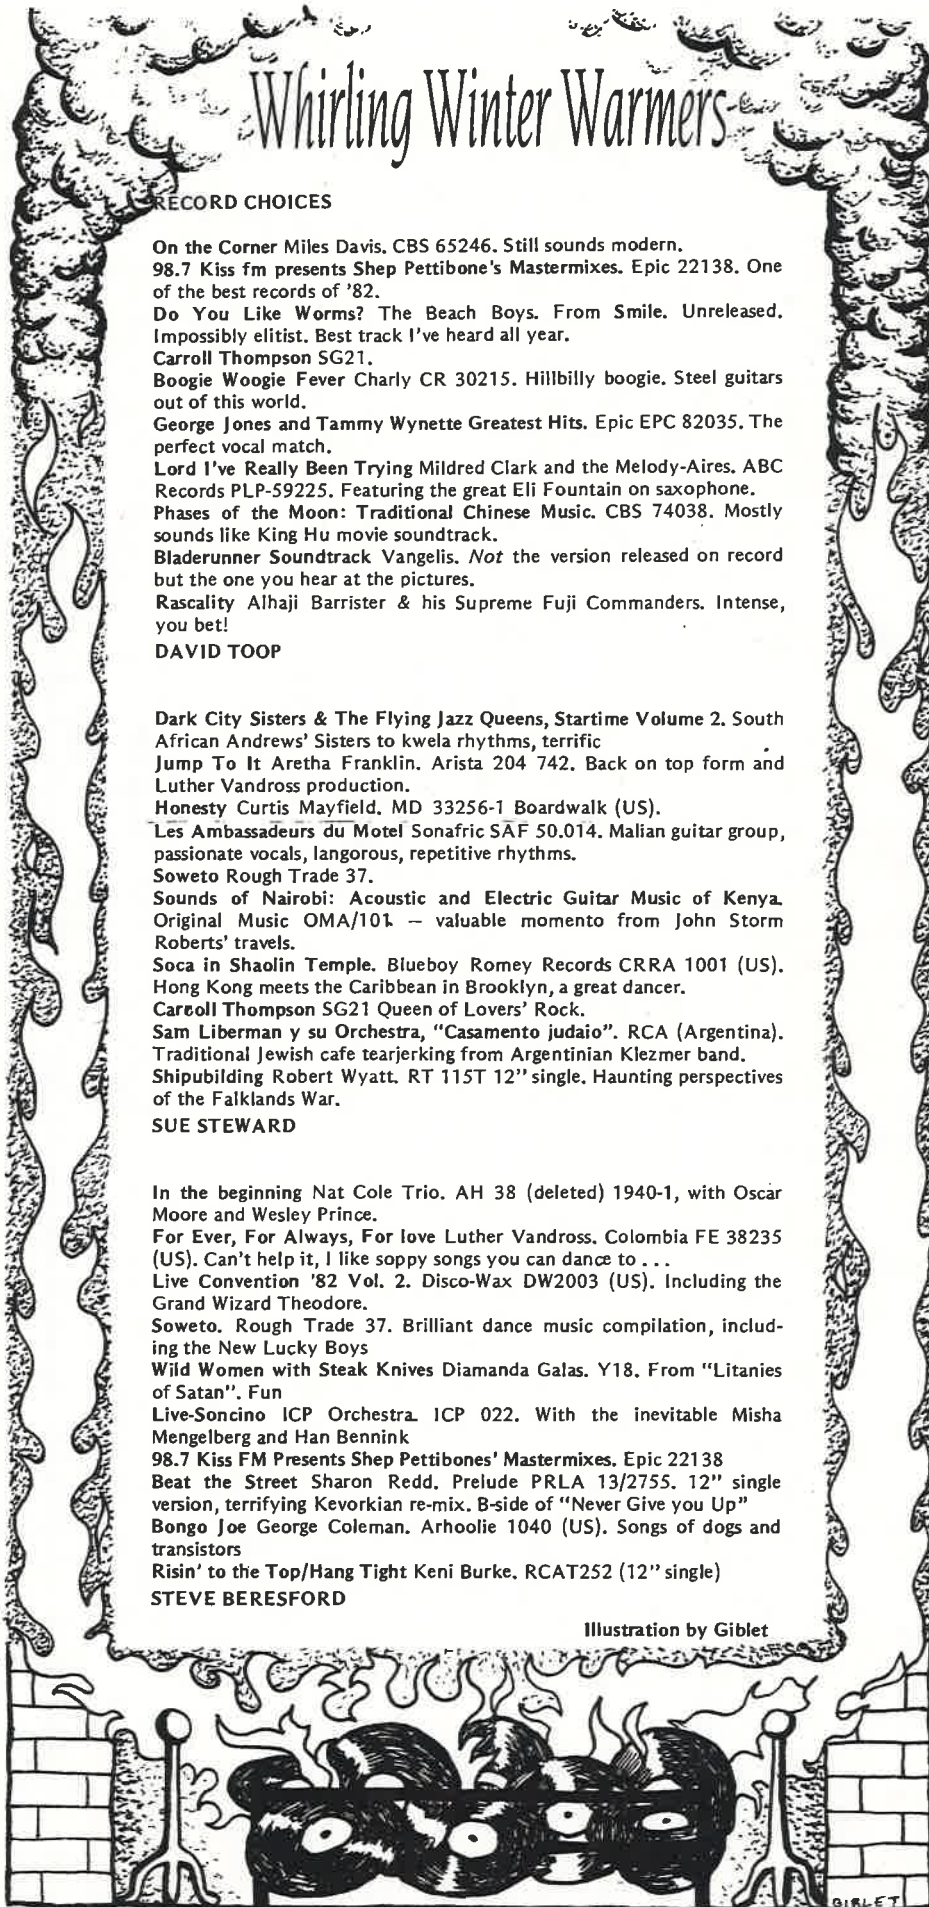 Whirling Winter Warmers
RECORD CHOICES
On the Corner Miles Davis. CBS 65246. Still sounds modern.
98.7 Kiss fm presents Shep Pettibone's Mastermixes. Epic 22138. One
of the best records of '82.
Do You Like Worms? The Beach Boys. From Smile. Unreleased.
Impossibly elitist. Best track I've heard all year.
Carroll Thompson SG21.
Boogie Woogie Fever Charly CR 30215. Hillbilly boogie. Steel guitars
out of this world.
George Jones and Tammy Wynette Greatest Hits. Epic EPC 82035. The
perfect vocal match.
Lord I've Really Been Trying Mildred Clark and the Melody-Aires. ABC
Records PLP-59225. Featuring the great Eli Fountain on saxophone.
Phases of the Moon: Traditional Chinese Music. CBS 74038. Mostly
sounds like King Hu movie soundtrack.
Bladerunner Soundtrack Vangelis. Not the version released on record
but the one you hear at the pictures.
Rascality Alhaji Barrister & his Supreme Fuji Commanders. Intense,
you bet!
DAVID TOOP
Dark City Sisters & The Flying Jazz Queens, Startime Volume 2. South
African Andrews' Sisters to kwela rhythms, terrific
Jump To It Aretha Franklin. Arista 204 742. Back on top form and
Luther Vandross production.
Honesty Curtis Mayfield. MD 33256-1 Boardwalk (US).
Les Ambassadeurs du Motel Sonafric SAF 50.014. Malian guitar group,
passionate vocals, langorous, repetitive rhythms.
Soweto Rough Trade 37.
Sounds of Nairobi: Acoustic and Electric Guitar Music of Kenya.
Original Music OMA/101 — valuable momento from John Storm
Roberts' travels.
Soca in Shaolin Temple. Blueboy Romey Records CRRA 1001 (US).
Hong Kong meets the Caribbean in Brooklyn, a great dancer.
Carcoll Thompson SG21 Queen of Lovers' Rock.
Sam Liberman y su Orchestra, "Casamento judaio". RCA (Argentina).
Traditional Jewish cafe tearjerking from Argentinian Klezmer band.
Shipubilding Robert Wyatt. RT 115T 12" single. Haunting perspectives
of the Falklands War.
SUE STEWARD
In the beginning Nat Cole Trio. AH 38 (deleted) 1940-1, with Oscar
Moore and Wesley Prince.
For Ever, For Always, For love Luther Vandross. Colombia FE 38235
(US). Can't help it, I like soppy songs you can dance to . . .
Live Convention '82 Vol. 2. Disco-Wax DW2003 (US). Including the
Grand Wizard Theodore.
Soweto. Rough Trade 37. Brilliant dance music compilation, includ-
ing the New Lucky Boys
Wild Women with Steak Knives Diamanda Galas. Y18. From "Litanies
of Satan". Fun
Live-Soncino ICP Orchestra. ICP 022. With the inevitable Misha
Mengelberg and Han Bennink
98.7 Kiss FM Presents Shep Pettibones' Mastermixes. Epic 22138
Beat the Street Sharon Redd. Prelude PRLA 13/2755. 12" single
version, terrifying Kevorkian re-mix. B-side of "Never Give you Up"
Bongo Joe George Coleman. Arhoolie 1040 (US). Songs of dogs and
transistors
Risin' to the Top/Hang Tight Keni Burke. RCAT252 (12" single)
STEVE BERESFORD
Illustration by Giblet
GIBLET